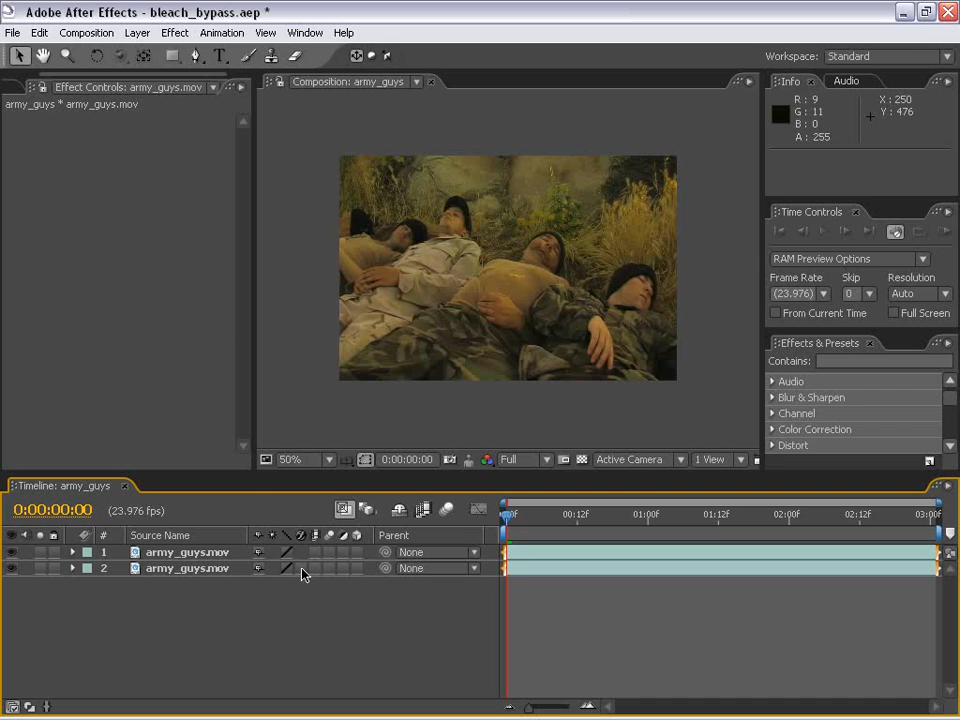 Adobe After Effects - bleach_bypass.aep *
File Edit Composition Layer Effect Animation View Window Help
Workspace: Standard
Effect Controls: army_guys.mov
army_guys * army_guys.mov
Composition: army_guys
Info Audio
R : 9
G : 11
B : 0
A : 255
X : 250
Y : 476
Time Controls
RAM Preview Options
Frame Rate Skip Resolution
(23.976) 0 Auto
From Current Time Full Screen
Effects & Presets
Contains:
Audio
Blur & Sharpen
Channel
Color Correction
Distort
50% 0:00:00:00 Full Active Camera 1 View
Timeline: army_guys
0:00:00:00 (23.976 fps)
00:12F 01:00F 01:12F 02:00F 02:12F 03:00F
# Source Name Parent
1 army_guys.mov None
2 army_guys.mov None